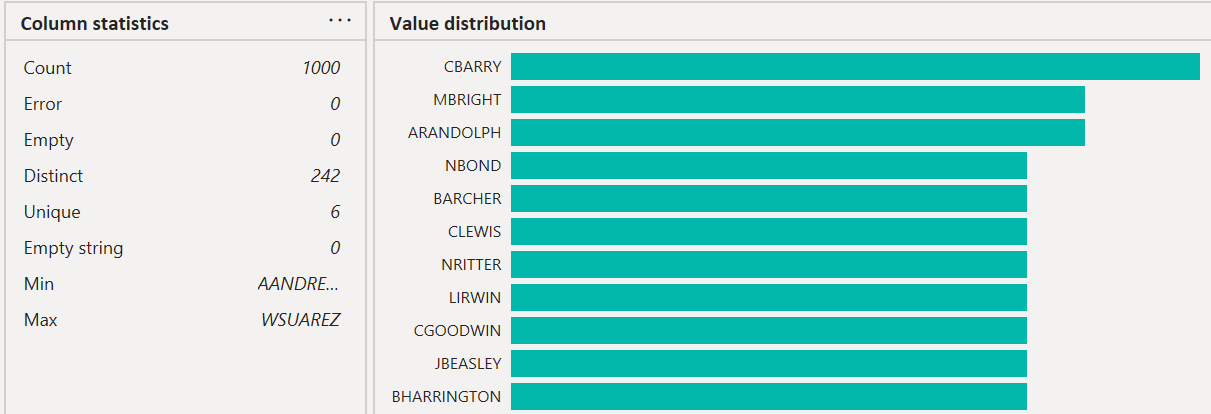 Column statistics ...
Count 1000
Error 0
Empty 0
Distinct 242
Unique 6
Empty string 0
Min AANDRE...
Max WSUAREZ
Value distribution
CBARRY
MBRIGHT
ARANDOLPH
NBOND
BARCHER
CLEWIS
NRITTER
LIRWIN
CGOODWIN
JBEASLEY
BHARRINGTON